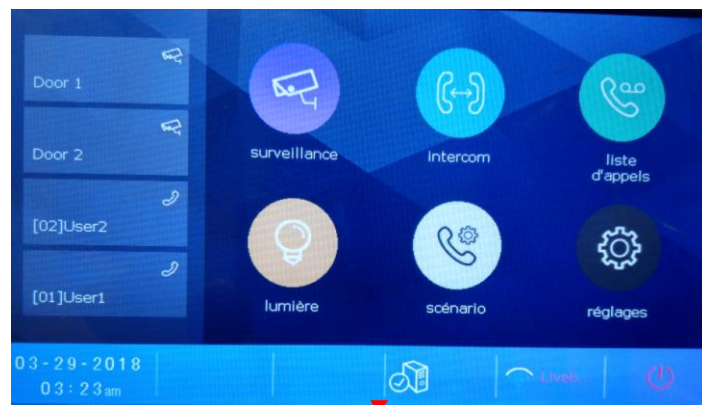 Door 1
Door 2
[02]User2
[01]User1
surveillance
intercom
liste
d'appels
lumière
scénario
réglages
03-29-2018
03:23am